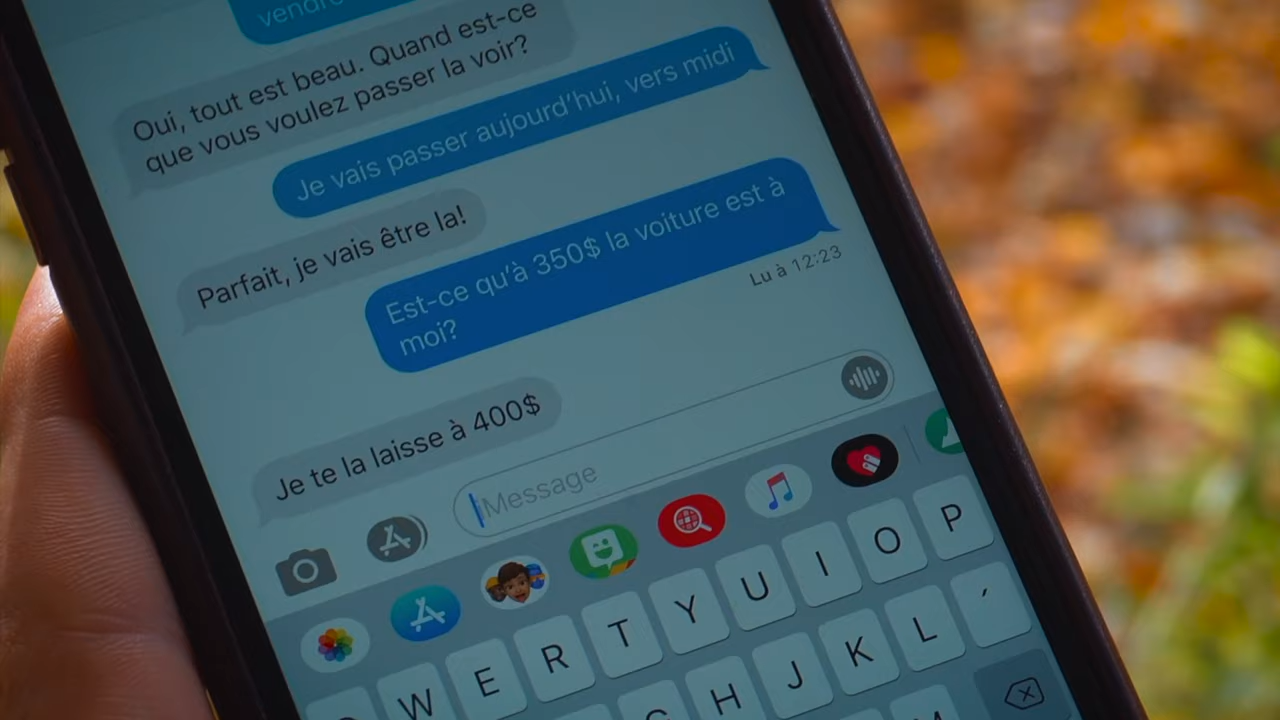 Oui, tout est beau. Quand est-ce
que vous voulez passer la voir?
Je vais passer aujourd'hui, vers midi
Parfait, je vais être la!
Est-ce qu'à 350$ la voiture est à
moi?
Lu à 12:23
Je te la laisse à 400$
Message
W E R T Y U I O P
H J K L ´